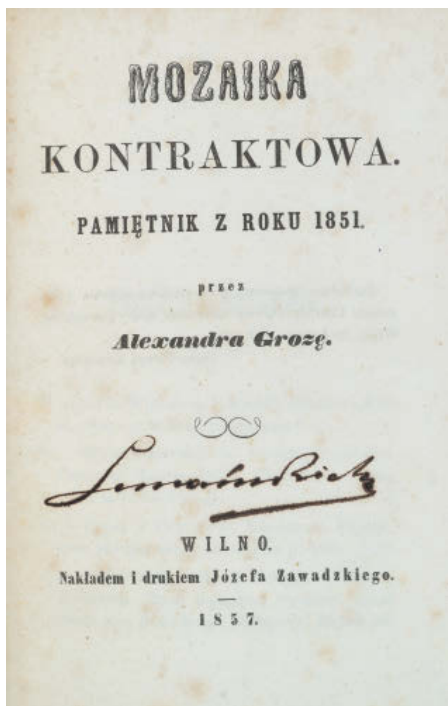 MOZAIKA
KONTRAKTOWA.
PAMIĘTNIK Z ROKU 1851.
przez
Alexandra Grozę.
WILNO.
Nakładem i drukiem Józefa Zawadzkiego.
1857.